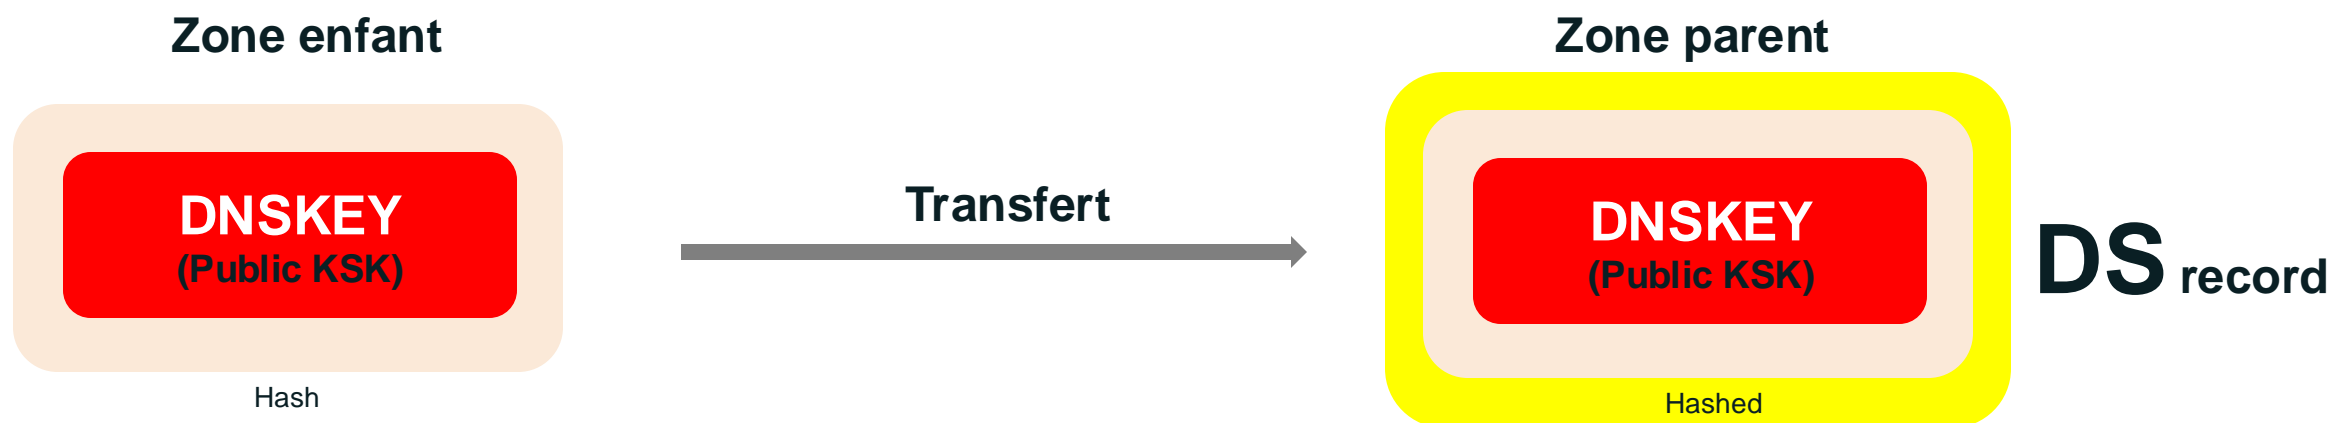 Zone enfant
DNSKEY
(Public KSK)
Hash
Transfert
Zone parent
DNSKEY
(Public KSK)
Hashed
DS record